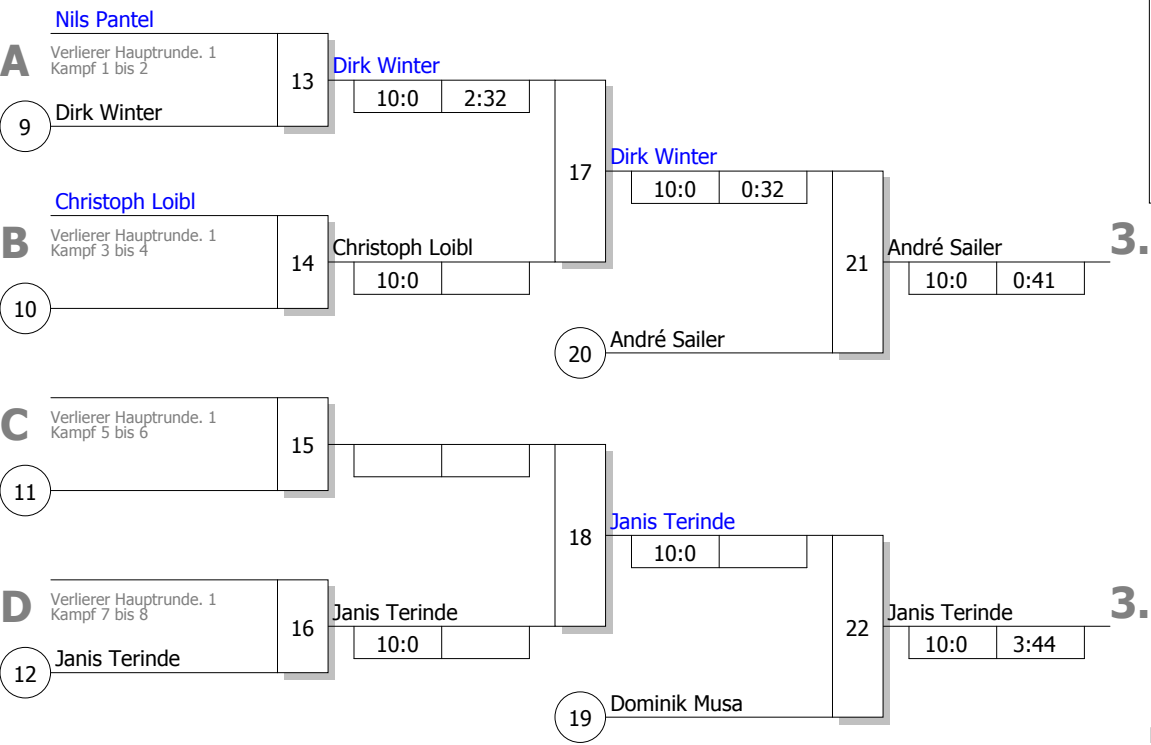 Nils Pantel
A
Verlierer Hauptrunde. 1
Kampf 1 bis 2
13
Dirk Winter
10:0 2:32
9
Dirk Winter
17
Dirk Winter
10:0 0:32
Christoph Loibl
B
Verlierer Hauptrunde. 1
Kampf 3 bis 4
14
Christoph Loibl
10:0
10
21
André Sailer
10:0 0:41
3.
20
André Sailer
C
Verlierer Hauptrunde. 1
Kampf 5 bis 6
15
11
18
Janis Terinde
10:0
D
Verlierer Hauptrunde. 1
Kampf 7 bis 8
16
Janis Terinde
10:0
12
Janis Terinde
22
Janis Terinde
10:0 3:44
3.
19
Dominik Musa